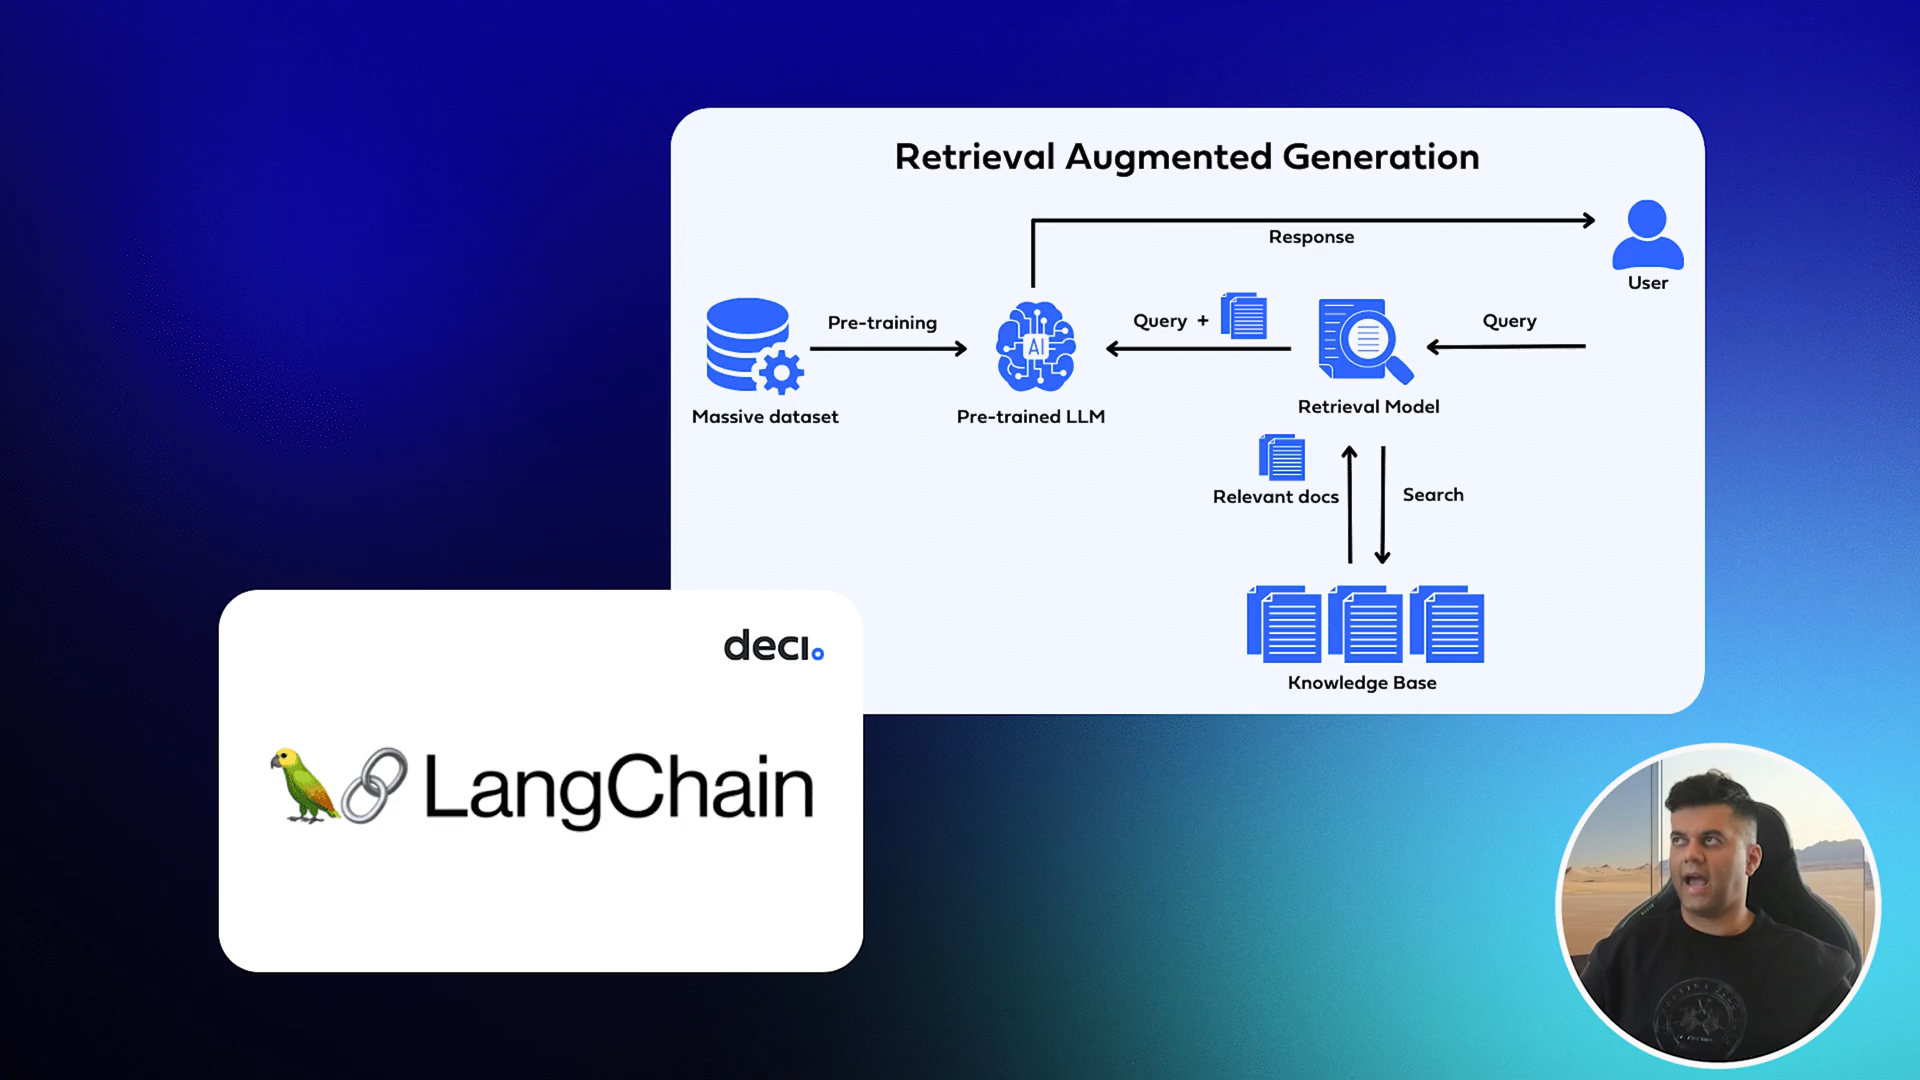 Retrieval Augmented Generation
Response
User
Pre-training
Query +
Query
AI
Massive dataset
Pre-trained LLM
Retrieval Model
Relevant docs
Search
Knowledge Base
deci.
LangChain